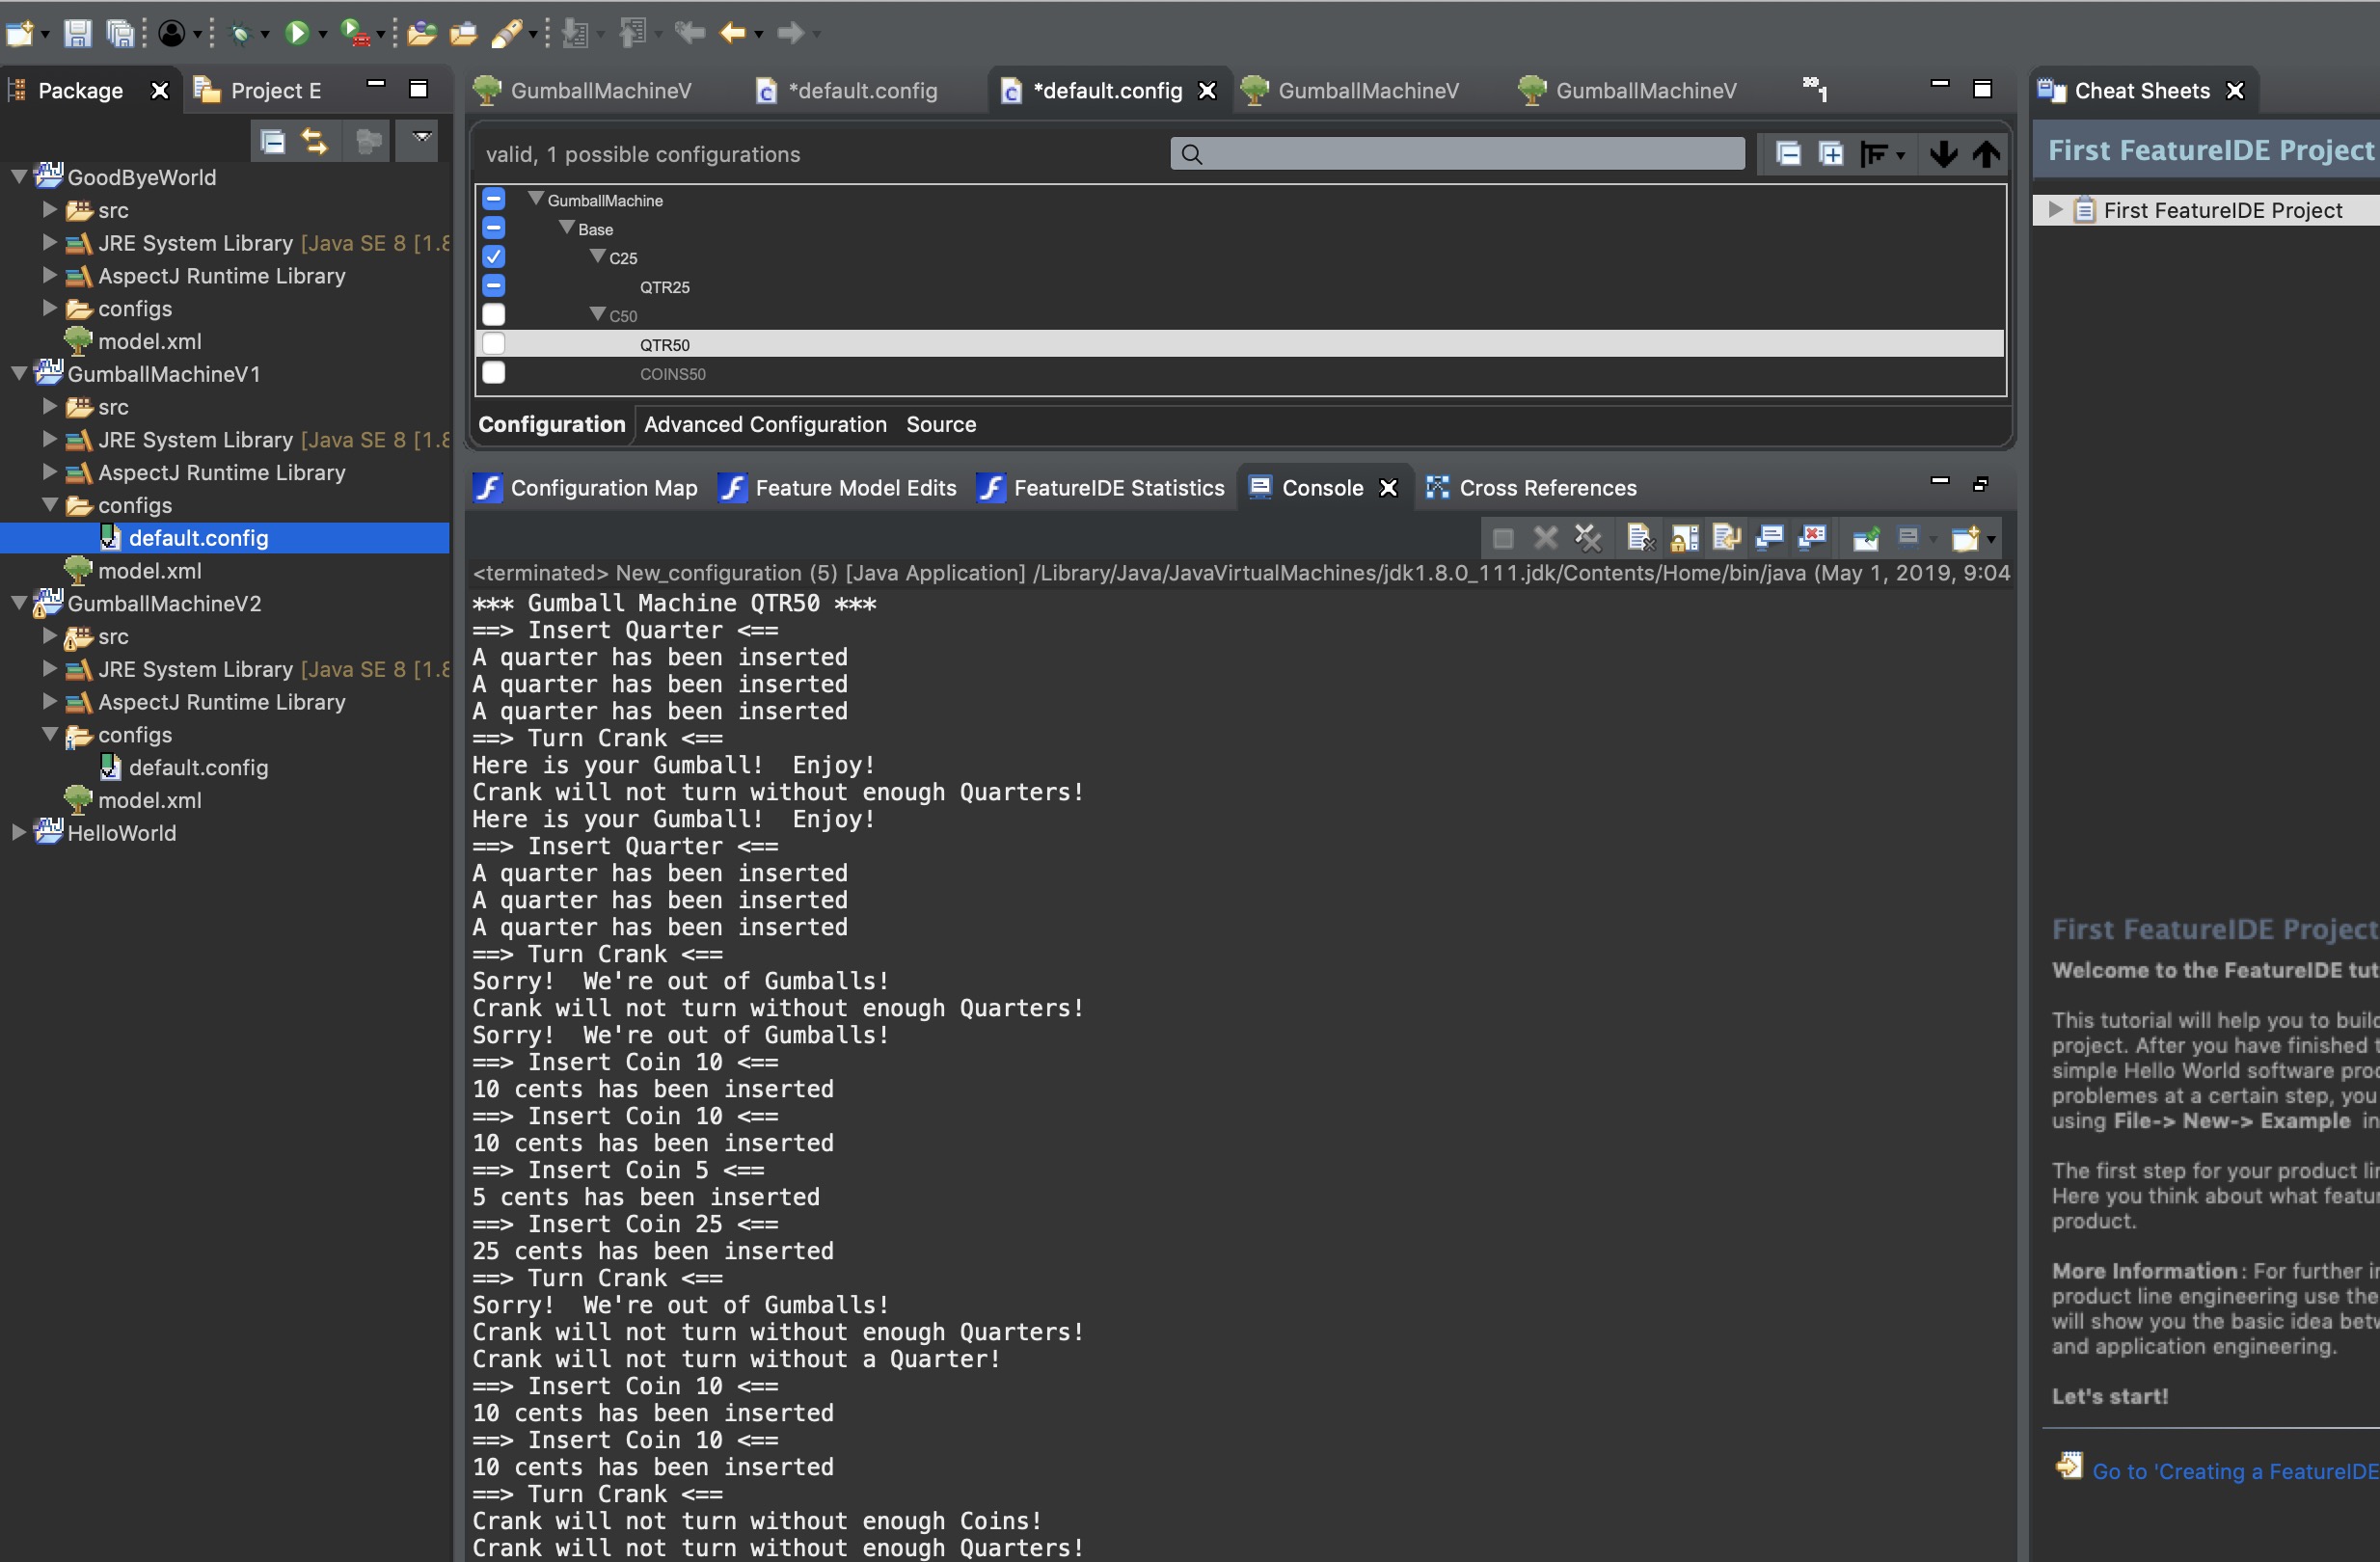 Package
Project E
GoodByeWorld
src
JRE System Library [Java SE 8 [1.8
AspectJ Runtime Library
configs
model.xml
GumballMachineV1
src
JRE System Library [Java SE 8 [1.8
AspectJ Runtime Library
configs
default.config
model.xml
GumballMachineV2
src
JRE System Library [Java SE 8 [1.8
AspectJ Runtime Library
configs
default.config
model.xml
HelloWorld
GumballMachineV
*default.config
*default.config
GumballMachineV
GumballMachineV
1
valid, 1 possible configurations
GumballMachine
Base
C25
QTR25
C50
QTR50
COINS50
Configuration
Advanced Configuration
Source
Configuration Map
Feature Model Edits
FeatureIDE Statistics
Console
Cross References
<terminated> New_configuration (5) [Java Application] /Library/Java/JavaVirtualMachines/jdk1.8.0_111.jdk/Contents/Home/bin/java (May 1, 2019, 9:04
*** Gumball Machine QTR50 ***
==> Insert Quarter <==
A quarter has been inserted
A quarter has been inserted
A quarter has been inserted
==> Turn Crank <==
Here is your Gumball!  Enjoy!
Crank will not turn without enough Quarters!
Here is your Gumball!  Enjoy!
==> Insert Quarter <==
A quarter has been inserted
A quarter has been inserted
A quarter has been inserted
==> Turn Crank <==
Sorry!  We're out of Gumballs!
Crank will not turn without enough Quarters!
Sorry!  We're out of Gumballs!
==> Insert Coin 10 <==
10 cents has been inserted
==> Insert Coin 10 <==
10 cents has been inserted
==> Insert Coin 5 <==
5 cents has been inserted
==> Insert Coin 25 <==
25 cents has been inserted
==> Turn Crank <==
Sorry!  We're out of Gumballs!
Crank will not turn without enough Quarters!
Crank will not turn without a Quarter!
==> Insert Coin 10 <==
10 cents has been inserted
==> Insert Coin 10 <==
10 cents has been inserted
==> Turn Crank <==
Crank will not turn without enough Coins!
Crank will not turn without enough Quarters!
Cheat Sheets
First FeatureIDE Project
First FeatureIDE Project
First FeatureIDE Project
Welcome to the FeatureIDE tut
This tutorial will help you to build
project. After you have finished t
simple Hello World software prod
problemes at a certain step, you
using File-> New-> Example in
The first step for your product lin
Here you think about what featur
product.
More Information: For further in
product line engineering use the
will show you the basic idea betw
and application engineering.
Let's start!
Go to 'Creating a FeatureIDE